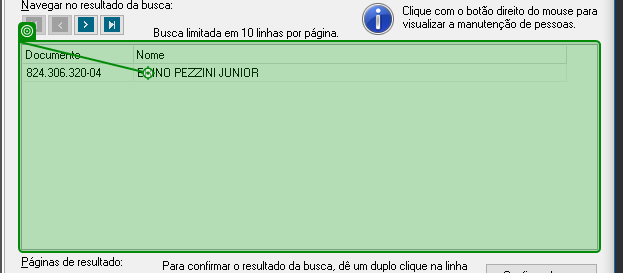 Navegar no resultado da busca:
Clique com o botão direito do mouse para
visualizar a manutenção de pessoas.
Busca limitada em 10 linhas por página.
Documento Nome
824.306.320-04 PEZZINI JUNIOR
Páginas de resultado:
Para confirmar o resultado da busca, dê um duplo clique na linha